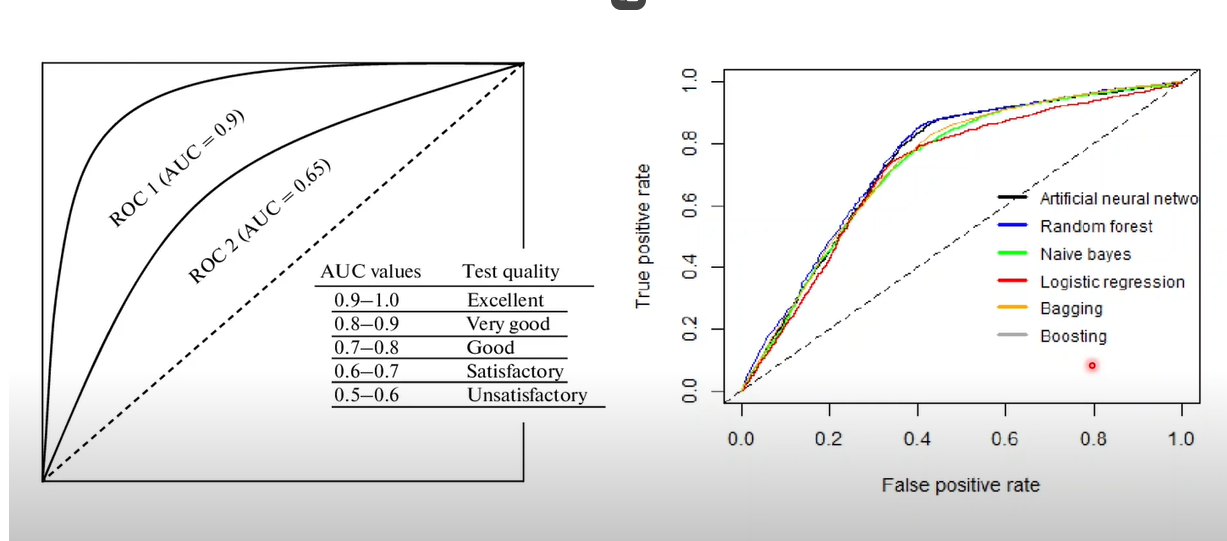 ROC 1 (AUC = 0.9)
ROC 2 (AUC = 0.65)
AUC values Test quality
0.9–1.0 Excellent
0.8–0.9 Very good
0.7–0.8 Good
0.6–0.7 Satisfactory
0.5–0.6 Unsatisfactory
True positive rate
1.0
0.8
0.6
0.4
0.2
0.0
Artificial neural netwo
Random forest
Naive bayes
Logistic regression
Bagging
Boosting
0.0 0.2 0.4 0.6 0.8 1.0
False positive rate